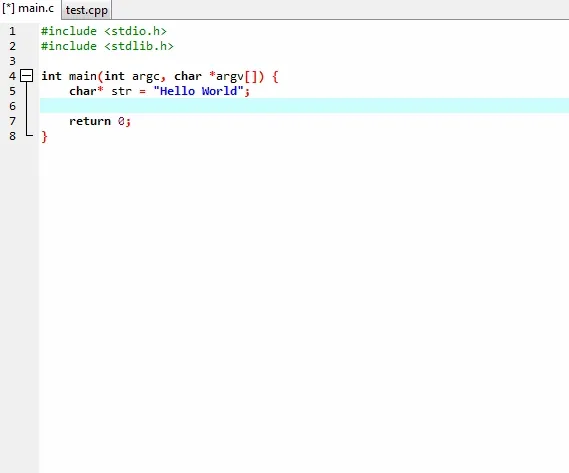 [*] main.c test.cpp
1 #include <stdio.h>
2 #include <stdlib.h>
3
4 int main(int argc, char *argv[]) {
5 char* str = "Hello World";
6
7 return 0;
8 }